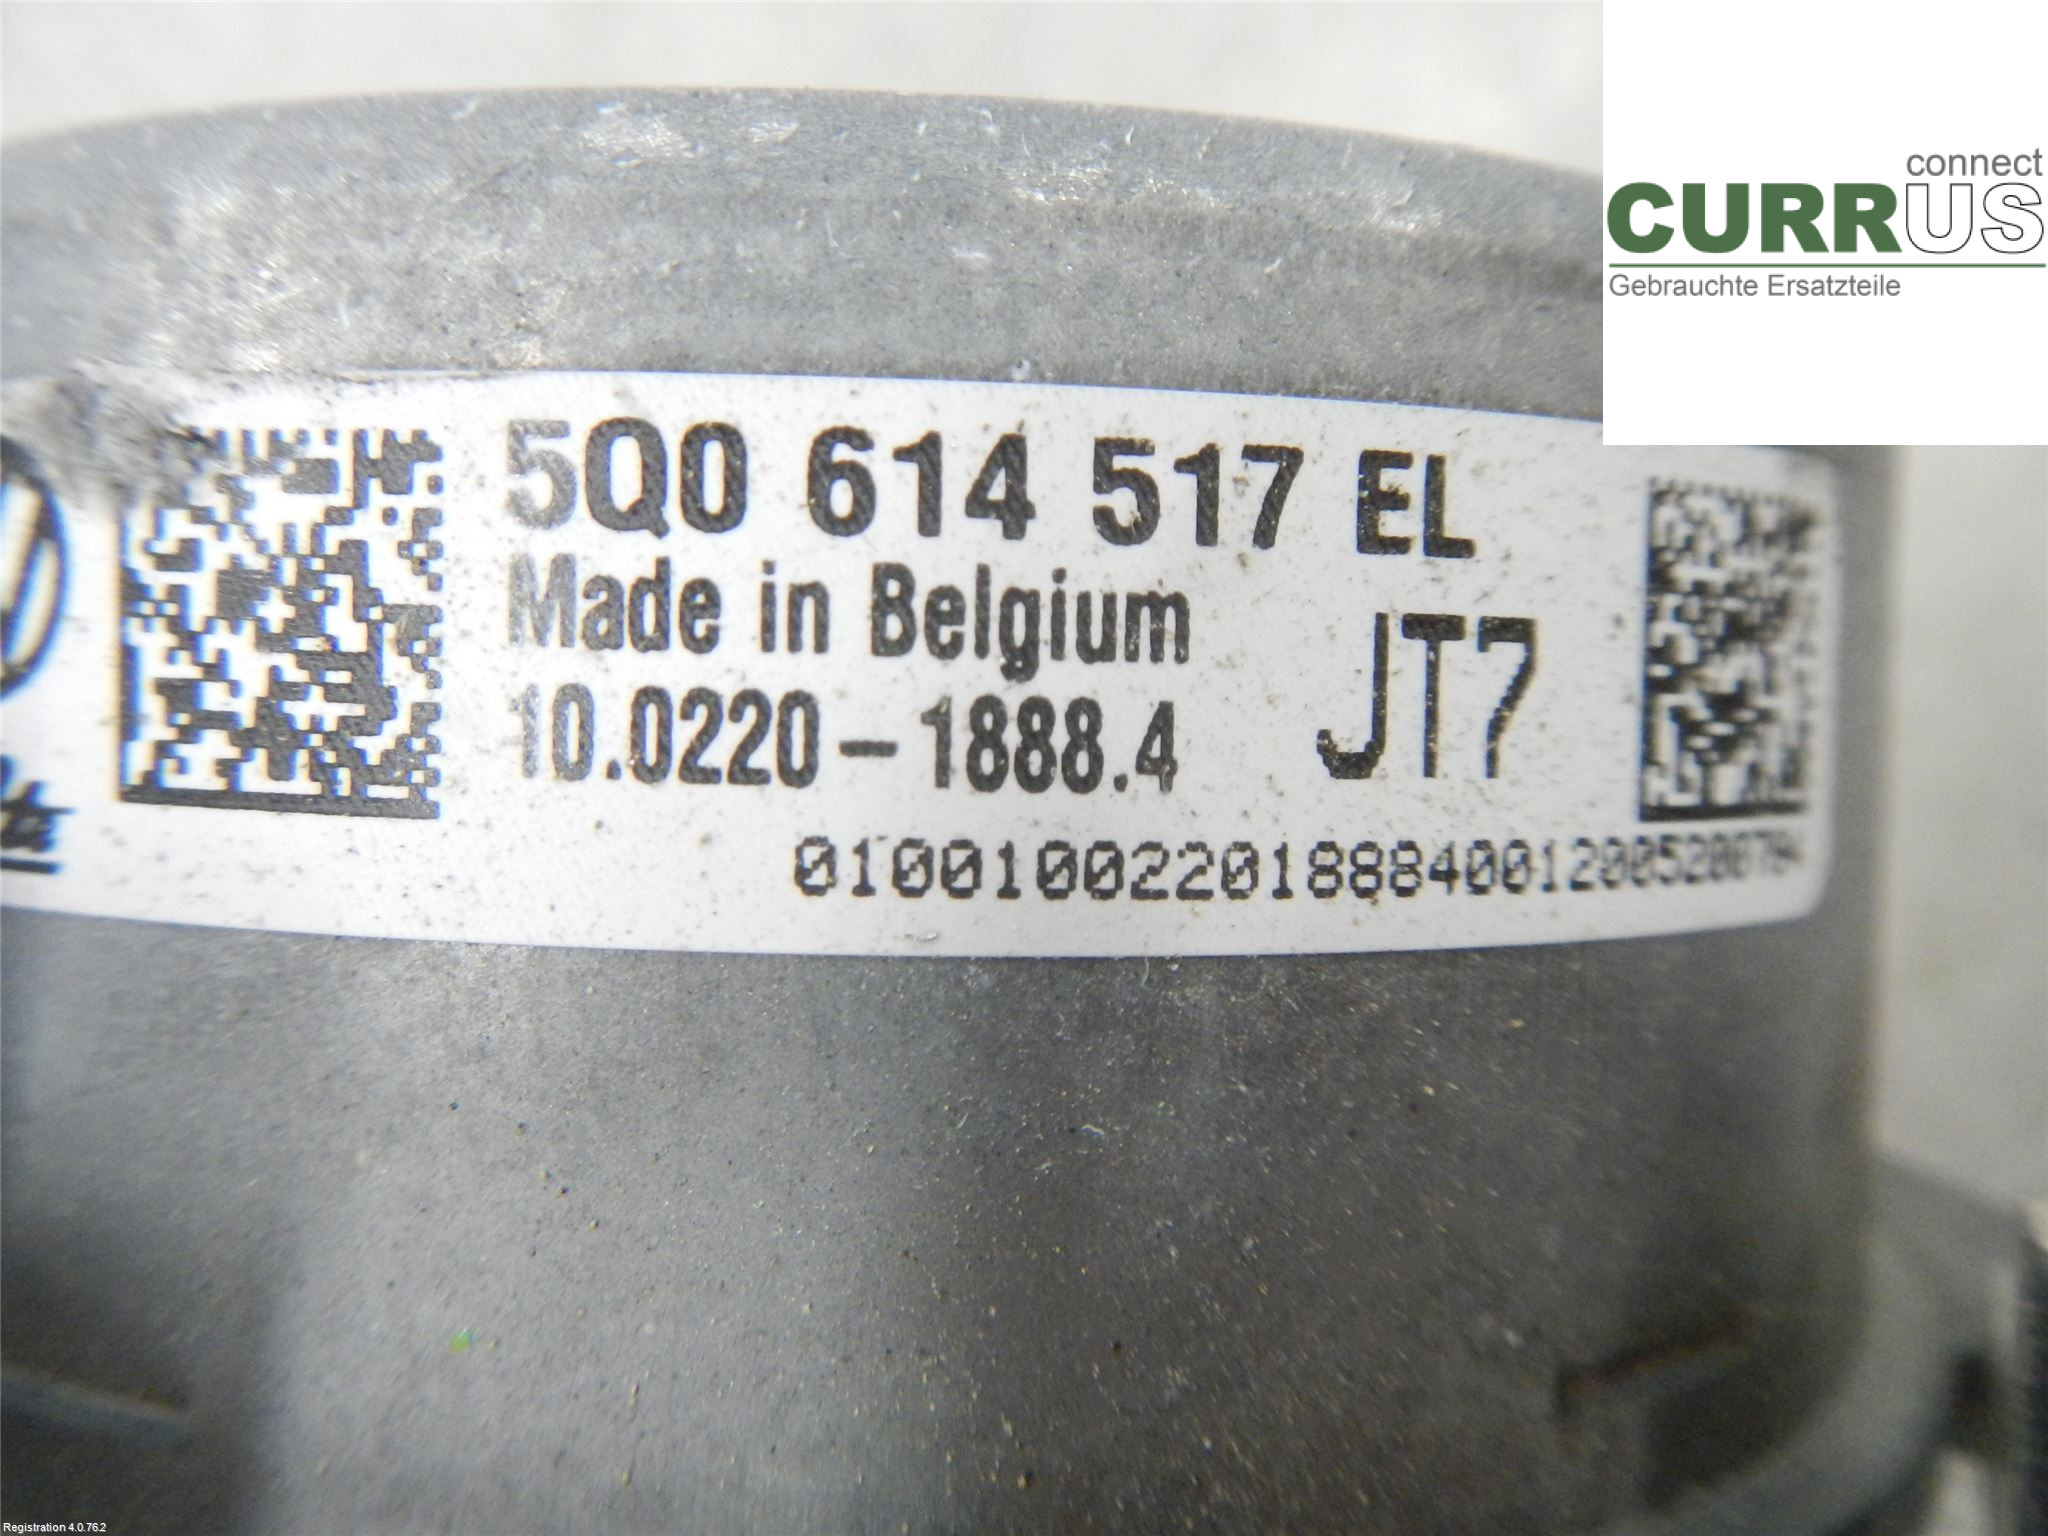 connect
CURRUS
Gebrauchte Ersatzteile
5Q0 614 517 EL
Made in Belgium
JT7
10.0220-1888.4
Registration 4.0.76.2